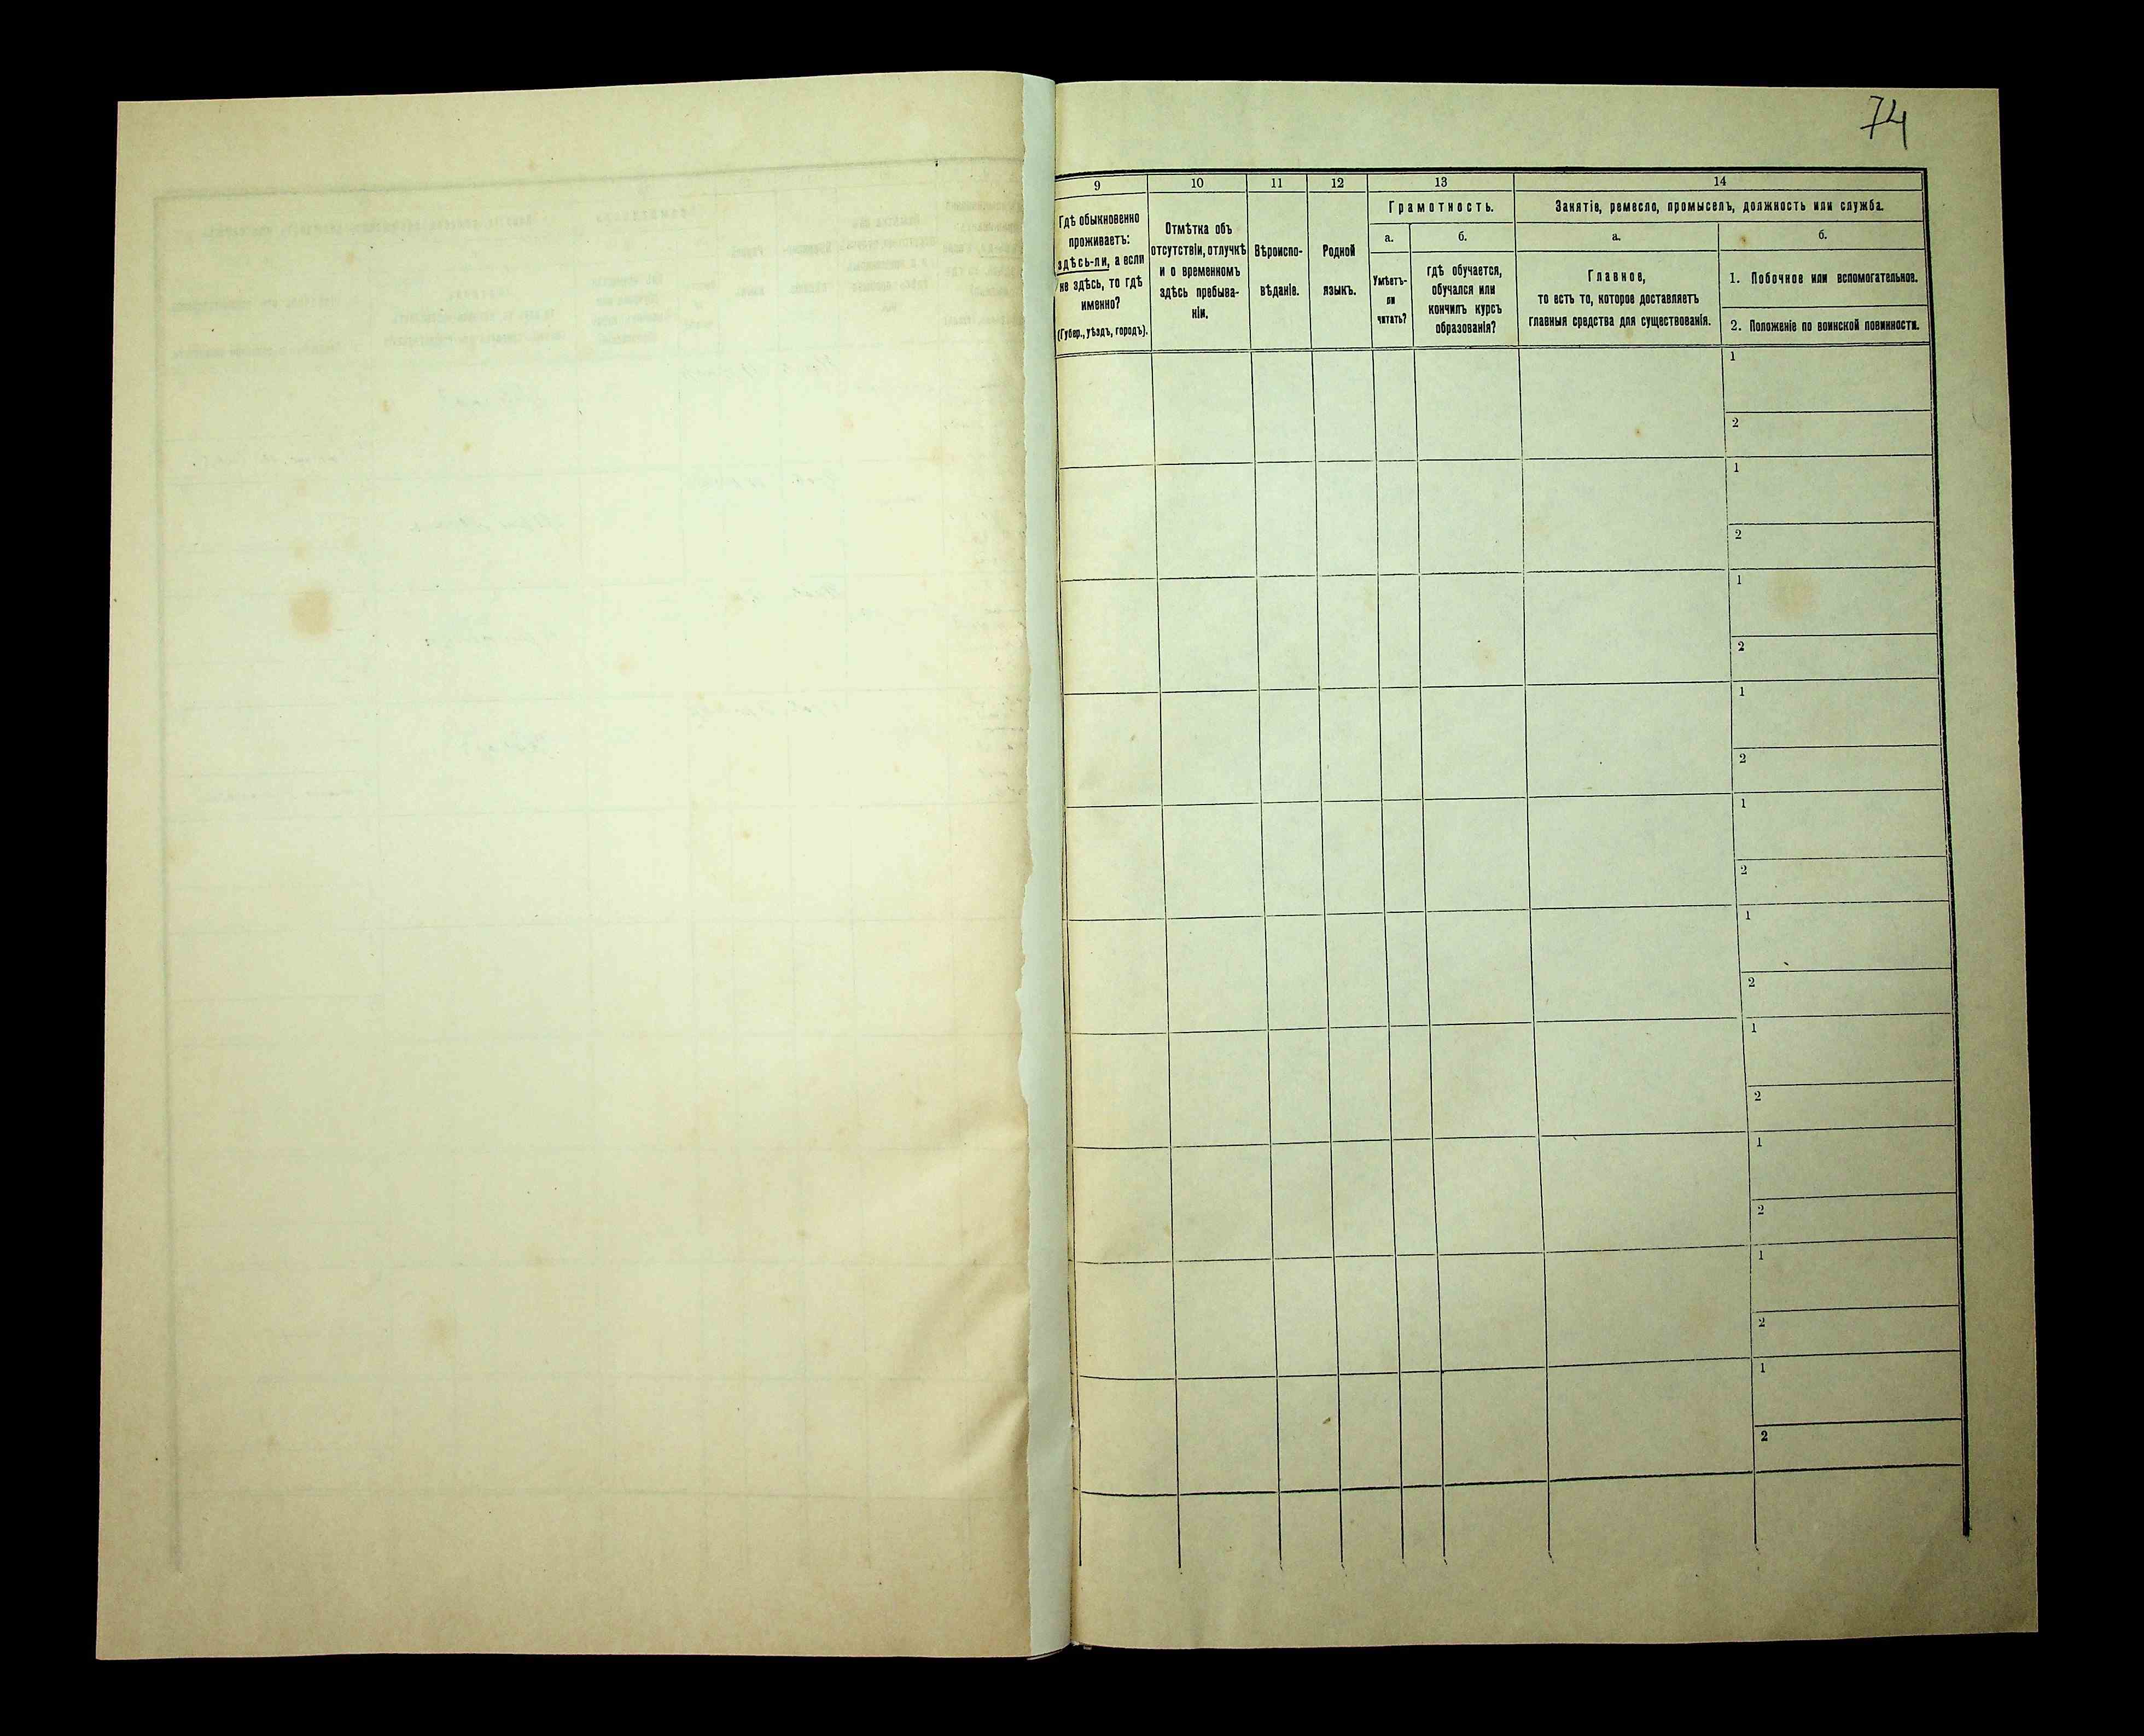 74
9
10
11
12
13
14
Гдѣ обыкновенно
проживаетъ:
здѣсь-ли, а если
не здѣсь, то гдѣ
именно?
(Губер., уѣздъ, городъ).
Отмѣтка объ
отсутствіи, отлучкѣ
и о временномъ
здѣсь пребыва-
ніи.
Вѣроиспо-
вѣданіе.
Родной
языкъ.
Грамотность.
а.
б.
Умѣетъ-
ли
читать?
гдѣ обучается,
обучался или
кончилъ курсъ
образованія?
Занятіе, ремесло, промыселъ, должность или служба.
а.
б.
Главное,
то есть то, которое доставляетъ
главныя средства для существованія.
1. Побочное или вспомогательное.
2. Положеніе по воинской повинности.
1
2
1
2
1
2
1
2
1
2
1
2
1
2
1
2
1
2
1
2